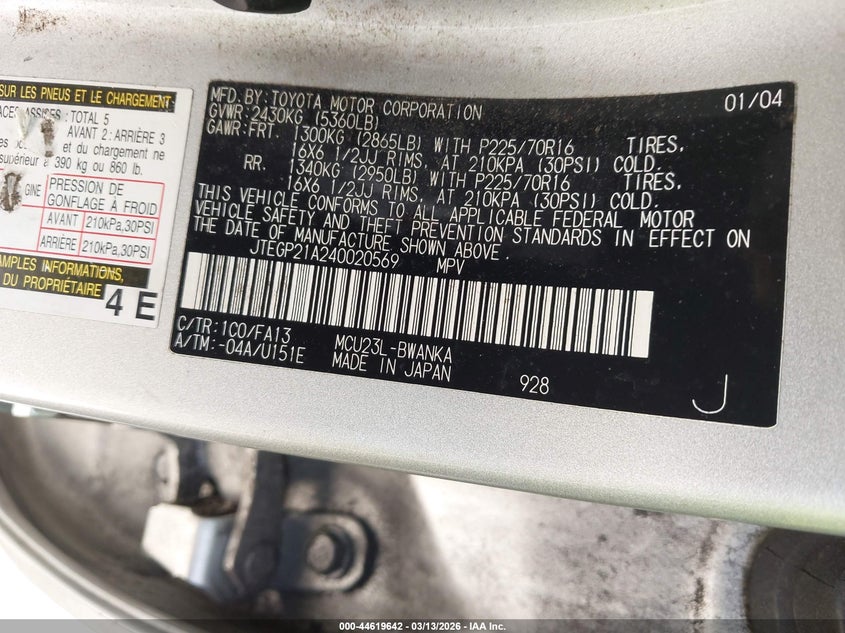 SUR LES PNEUS ET LE CHARGEMENT
ASSISES: TOTAL 5
AVANT 2: ARRIÈRE 3
et du chargement ne
supérieur à 390 kg ou 860 lb.
GINE
PRESSION DE
GONFLAGE À FROID
AVANT 210kPa,30PSI
ARRIÈRE 210kPa,30PSI
AMPLES INFORMATIONS,
DU PROPRIÉTAIRE
4 E
MFD.BY: TOYOTA MOTOR CORPORATION 01/04
GVWR: 2430KG (5360LB)
GAWR: FRT. 1300KG (2865LB) WITH P225/70R16 TIRES,
16X6 1/2JJ RIMS, AT 210KPA (30PSI) COLD.
RR. 1340KG (2950LB) WITH P225/70R16 TIRES,
16X6 1/2JJ RIMS, AT 210KPA (30PSI) COLD.
THIS VEHICLE CONFORMS TO ALL APPLICABLE FEDERAL MOTOR
VEHICLE SAFETY AND THEFT PREVENTION STANDARDS IN EFFECT ON
THE DATE OF MANUFACTURE SHOWN ABOVE.
JTEGP21A240020569 MPV
C/TR: 1C0/FA13 MCU23L-BWANKA
A/TM: -04A/U151E MADE IN JAPAN
928
J
000-44619642 - 03/13/2026 - IAA Inc.